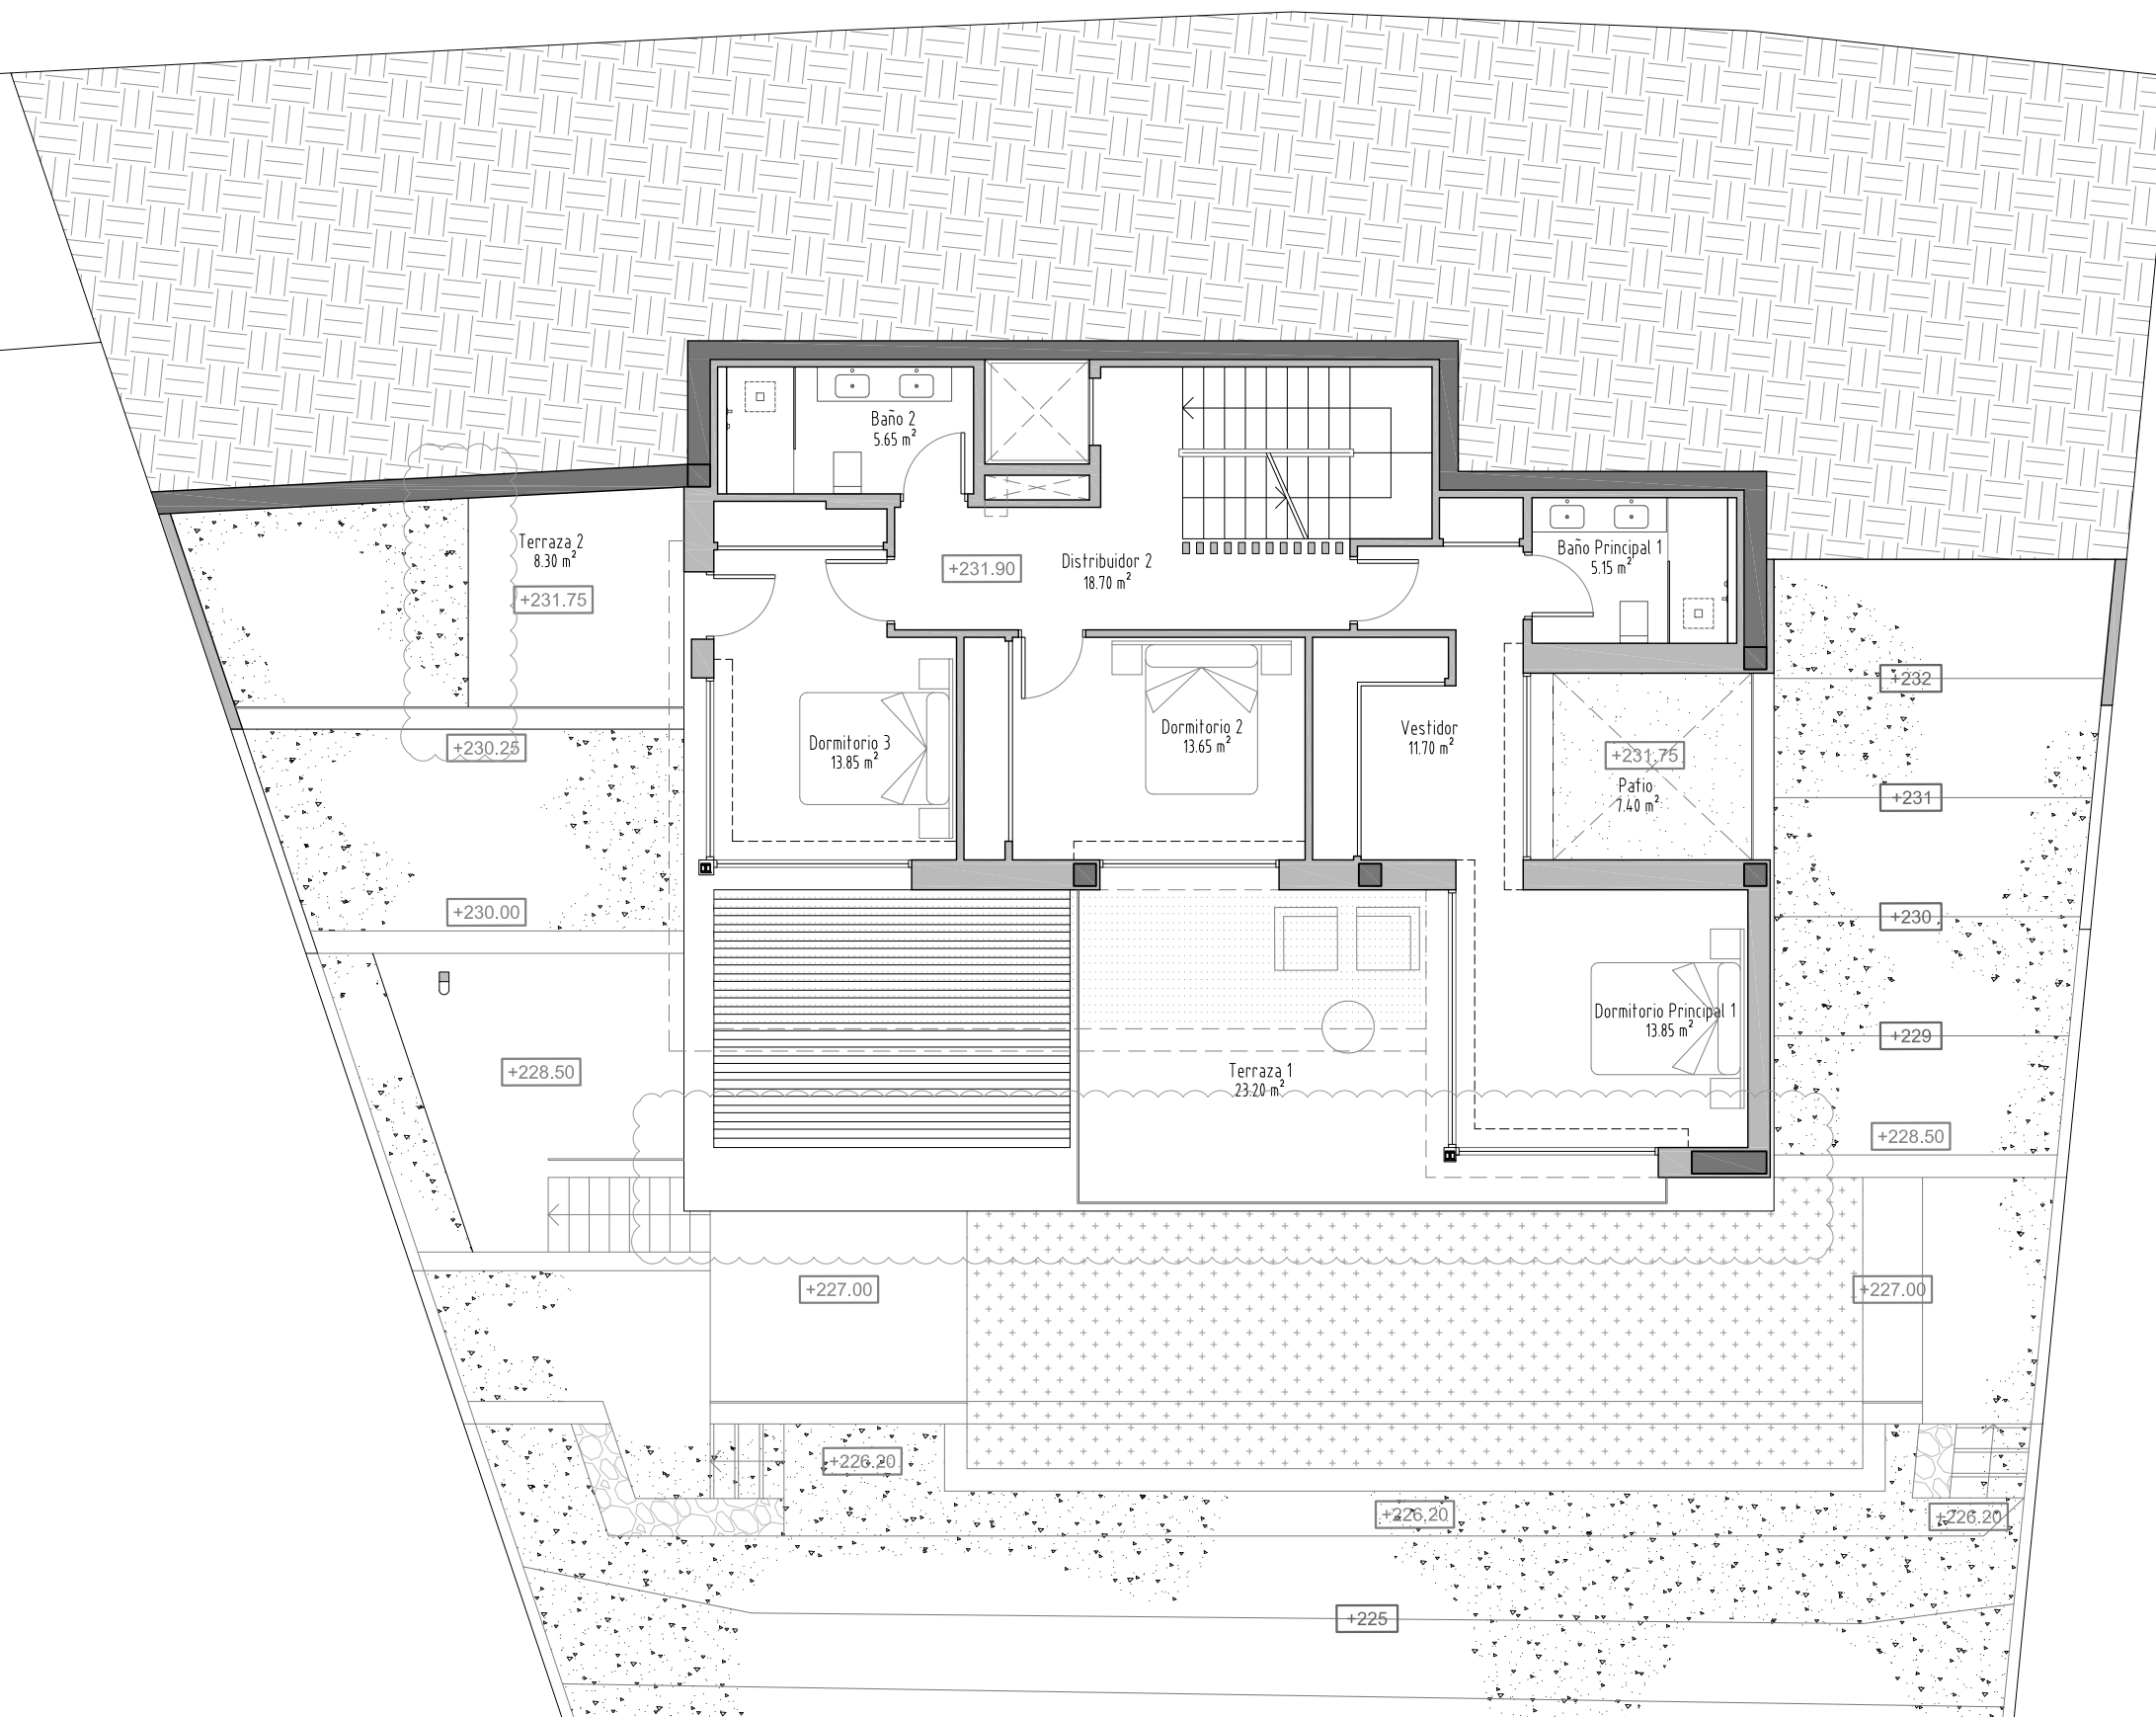 Baño 2
5.65 m²
Terraza 2
8.30 m²
+231.75
+231.90
Distribuidor 2
18.70 m²
Baño Principal 1
5.15 m²
+232
+230.25
Dormitorio 3
13.85 m²
Dormitorio 2
13.65 m²
Vestidor
11.70 m²
+231.75
Patio
7.40 m²
+231
+230.00
+230
Dormitorio Principal 1
13.85 m²
+229
+228.50
Terraza 1
23.20 m²
+228.50
+227.00
+227.00
+226.20
+226.20
+226.20
+225